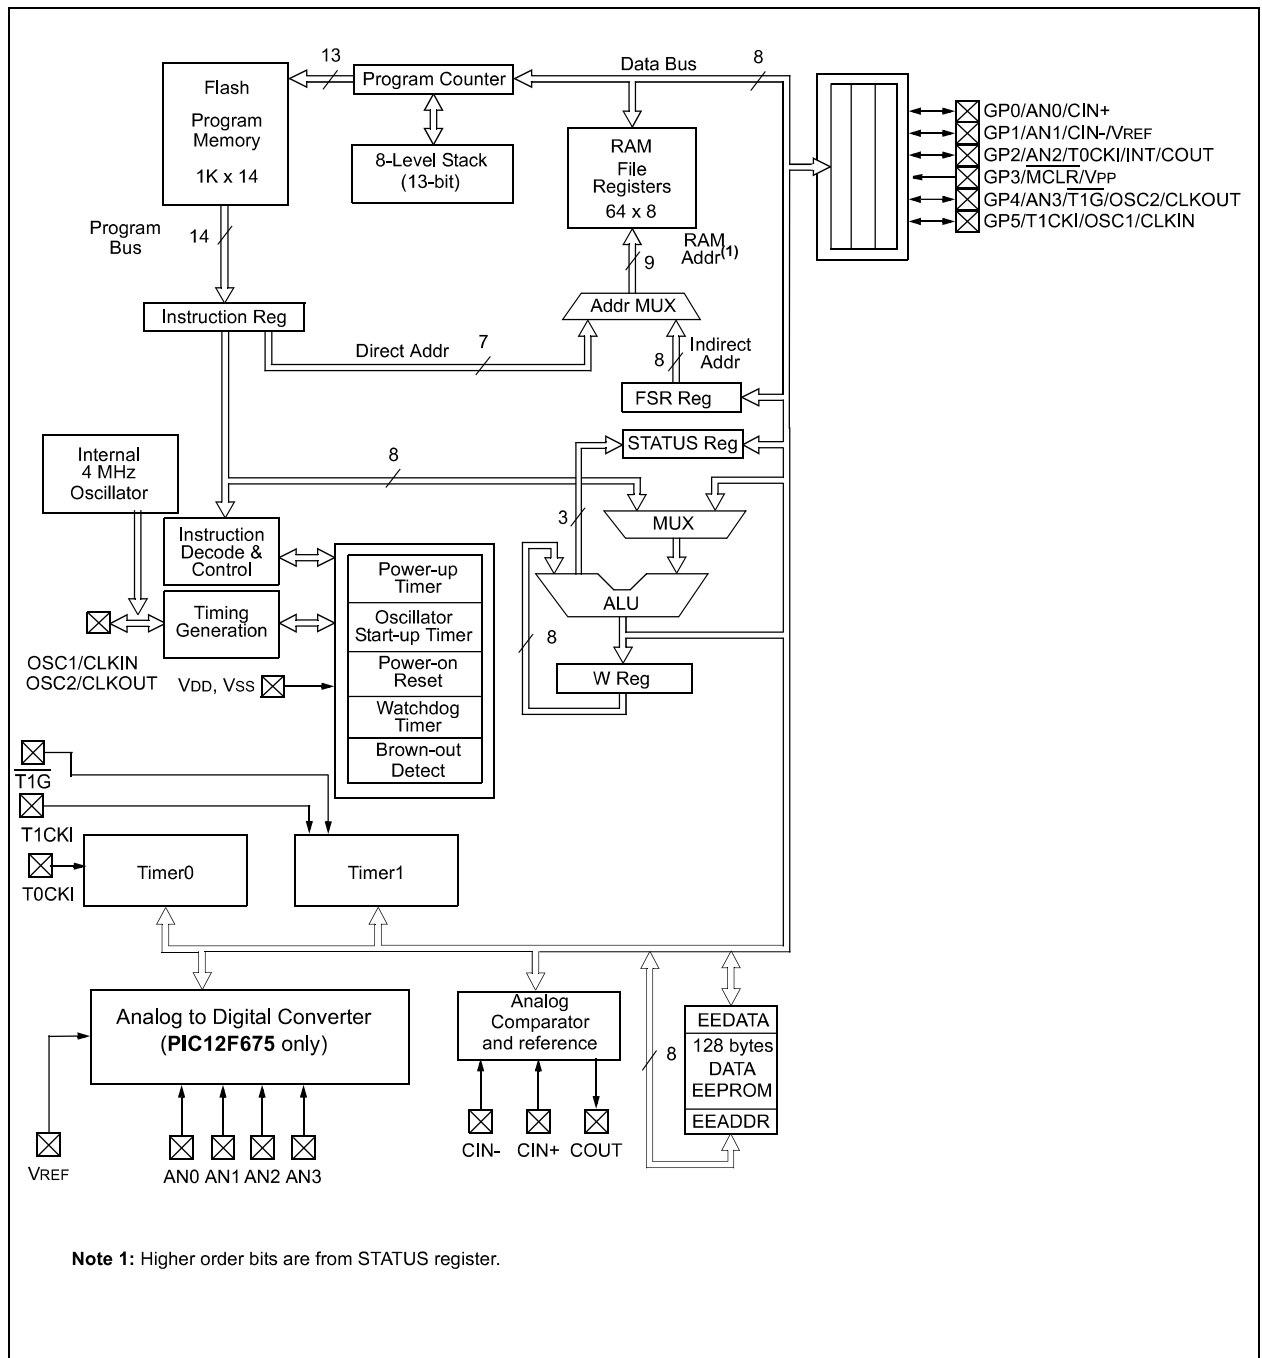 13
Data Bus
8
Flash
Program
Memory
1K x 14
Program Counter
8-Level Stack
(13-bit)
RAM
File
Registers
64 x 8
GP0/AN0/CIN+
GP1/AN1/CIN-/VREF
GP2/AN2/T0CKI/INT/COUT
GP3/MCLR/VPP
GP4/AN3/T1G/OSC2/CLKOUT
GP5/T1CKI/OSC1/CLKIN
Program
Bus
14
RAM
Addr(1)
9
Instruction Reg
Addr MUX
Direct Addr
7
Indirect
Addr
8
FSR Reg
STATUS Reg
Internal
4 MHz
Oscillator
8
3
MUX
Instruction
Decode &
Control
Power-up
Timer
ALU
Timing
Generation
Oscillator
Start-up Timer
8
OSC1/CLKIN
OSC2/CLKOUT
VDD, VSS
Power-on
Reset
W Reg
Watchdog
Timer
Brown-out
Detect
T1G
T1CKI
T0CKI
Timer0
Timer1
Analog to Digital Converter
(PIC12F675 only)
Analog
Comparator
and reference
8
EEDATA
128 bytes
DATA
EEPROM
EEADDR
VREF
AN0 AN1 AN2 AN3
CIN- CIN+ COUT
Note 1: Higher order bits are from STATUS register.